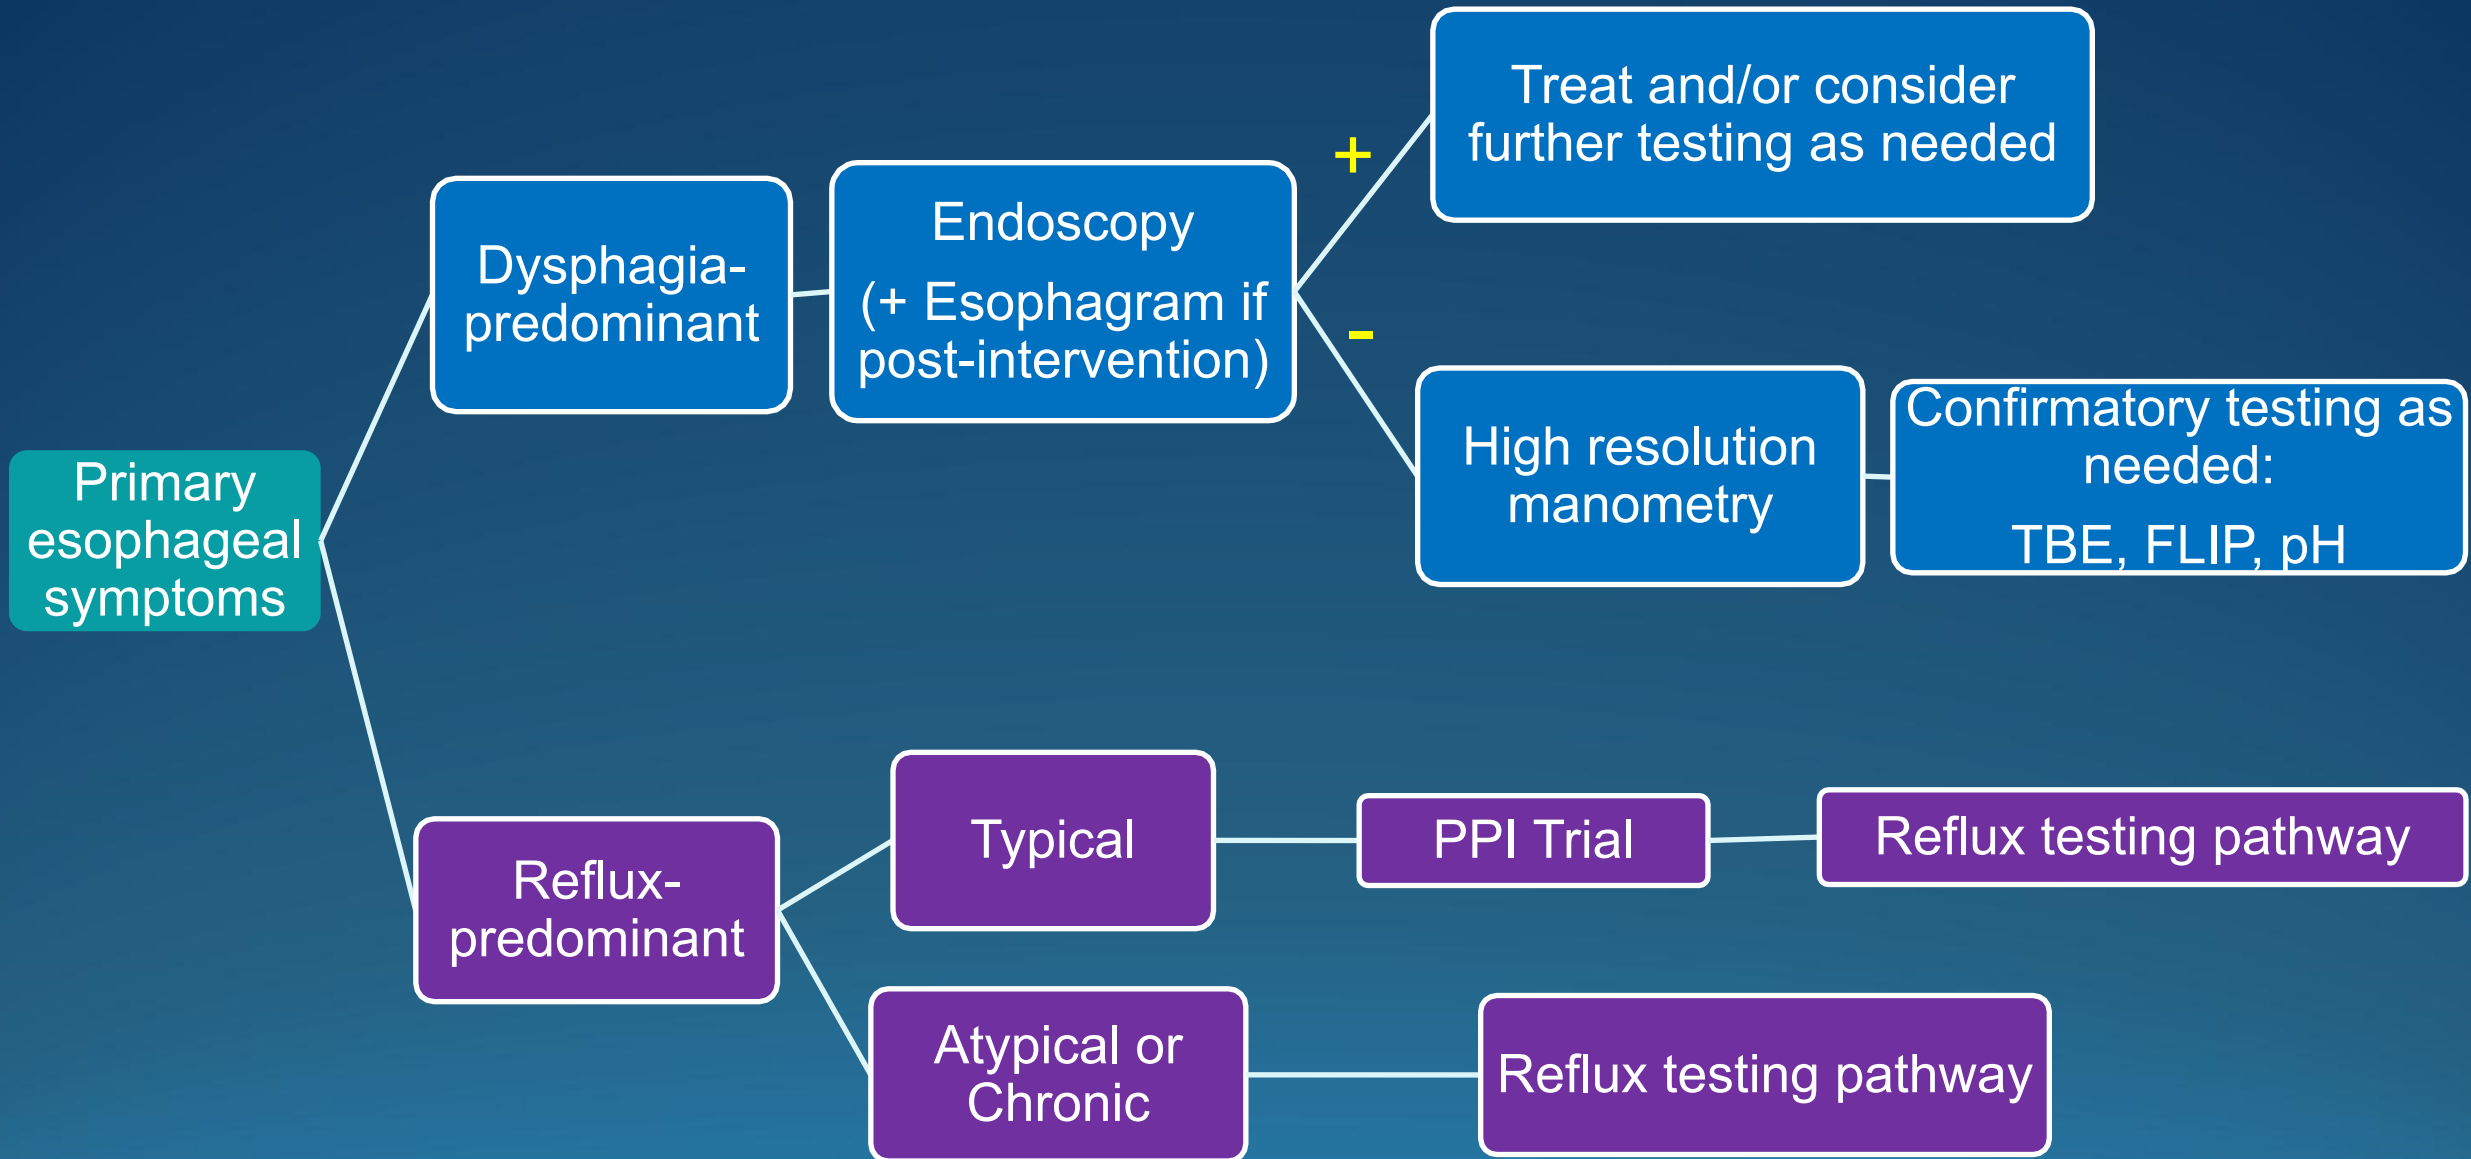 Primary
esophageal
symptoms
Dysphagia-
predominant
Endoscopy
(+ Esophagram if
post-intervention)
+
Treat and/or consider
further testing as needed
-
High resolution
manometry
Confirmatory testing as
needed:
TBE, FLIP, pH
Reflux-
predominant
Typical
PPI Trial
Reflux testing pathway
Atypical or
Chronic
Reflux testing pathway